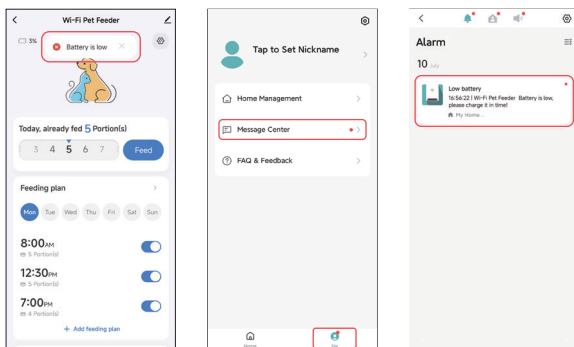 Wi-Fi Pet Feeder
3%
Battery is low
Today, already fed 5 Portion(s)
3 4 5 6 7
Feed
Feeding plan
Mon Tue Wed Thu Fri Sat Sun
8:00AM
5 Portion(s)
12:30PM
5 Portion(s)
7:00PM
4 Portion(s)
+ Add feeding plan
Tap to Set Nickname
Home Management
Message Center
FAQ & Feedback
Home
My
Alarm
10 July
Low battery
16:56:22 | Wi-Fi Pet Feeder Battery is low,
please charge it in time!
My Home..